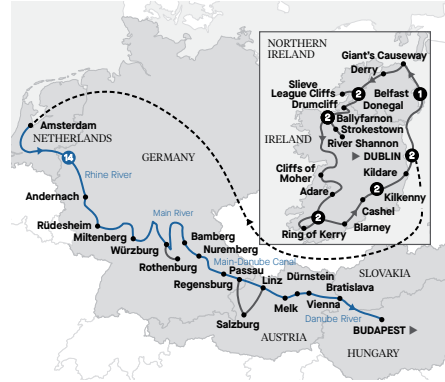 NORTHERN
IRELAND
Giant's Causeway
Derry
Slieve
League Cliffs
2
Belfast
1
Drumcliff
Donegal
2
Ballyfarnon
Strokestown
River Shannon
IRELAND
DUBLIN
2
Kildare
Cliffs of
Moher
Adare
2
Kilkenny
Cashel
2
Blarney
Ring of Kerry
Amsterdam
NETHERLANDS
14
GERMANY
Rhine River
Andernach
Main River
Rüdesheim
Miltenberg
Bamberg
Würzburg
Nuremberg
Rothenburg
Main-Danube Canal
Regensburg
Passau
Linz
Dürnstein
SLOVAKIA
Bratislava
Melk
Vienna
Danube River
Salzburg
BUDAPEST
AUSTRIA
HUNGARY